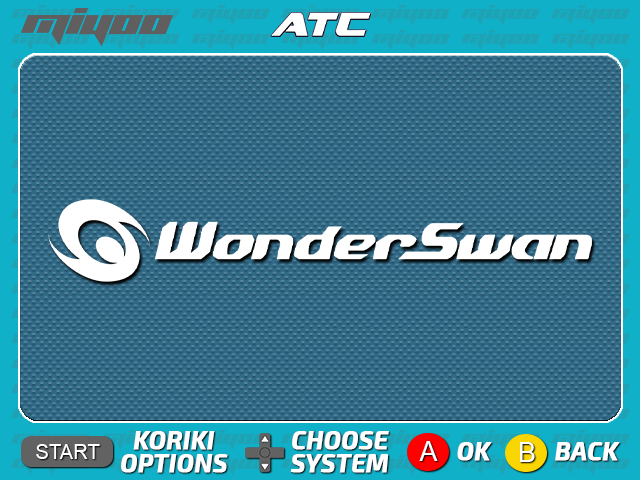 miyoo
ATC
WonderSwan
START
KORIKI
OPTIONS
CHOOSE
SYSTEM
A
OK
B
BACK